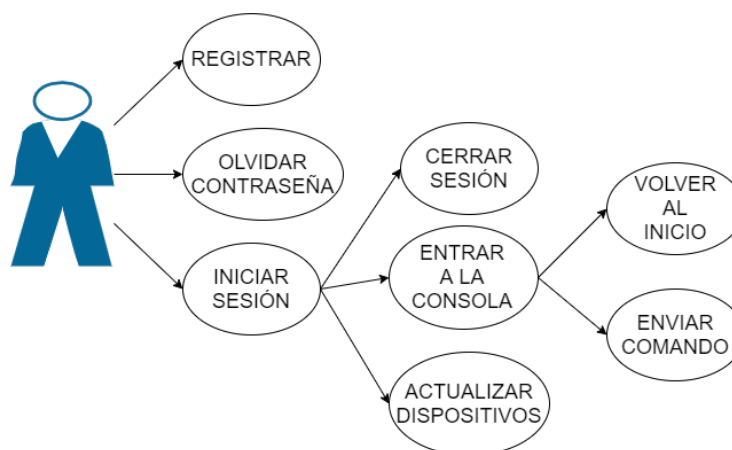 REGISTRAR
OLVIDAR
CONTRASEÑA
INICIAR
SESIÓN
CERRAR
SESIÓN
ENTRAR
A LA
CONSOLA
ACTUALIZAR
DISPOSITIVOS
VOLVER
AL
INICIO
ENVIAR
COMANDO